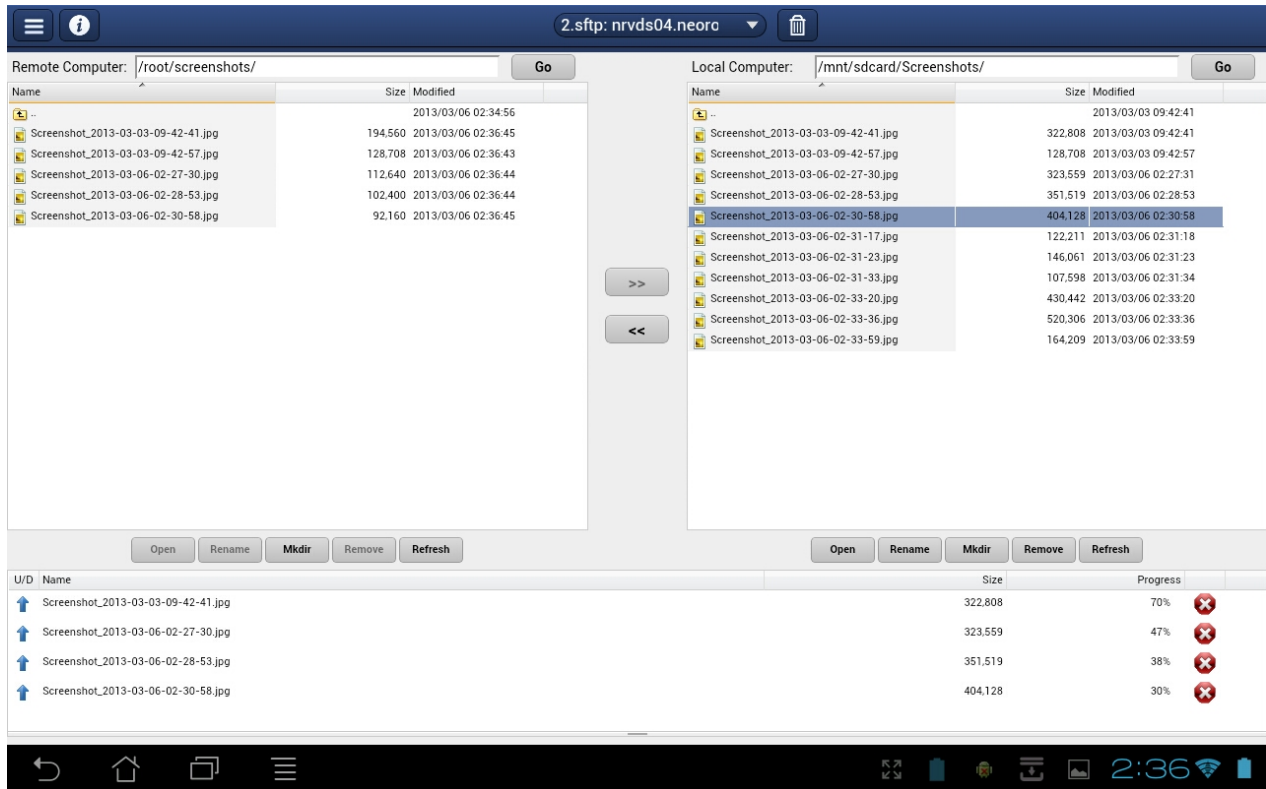 2.sftp: nrvds04.neoro
Remote Computer: /root/screenshots/ Go
Name Size Modified
.. 2013/03/06 02:34:56
Screenshot_2013-03-03-09-42-41.jpg 194,560 2013/03/06 02:36:45
Screenshot_2013-03-03-09-42-57.jpg 128,708 2013/03/06 02:36:43
Screenshot_2013-03-06-02-27-30.jpg 112,640 2013/03/06 02:36:44
Screenshot_2013-03-06-02-28-53.jpg 102,400 2013/03/06 02:36:44
Screenshot_2013-03-06-02-30-58.jpg 92,160 2013/03/06 02:36:45
>>
<<
Local Computer: /mnt/sdcard/Screenshots/ Go
Name Size Modified
.. 2013/03/03 09:42:41
Screenshot_2013-03-03-09-42-41.jpg 322,808 2013/03/03 09:42:41
Screenshot_2013-03-03-09-42-57.jpg 128,708 2013/03/03 09:42:57
Screenshot_2013-03-06-02-27-30.jpg 323,559 2013/03/06 02:27:31
Screenshot_2013-03-06-02-28-53.jpg 351,519 2013/03/06 02:28:53
Screenshot_2013-03-06-02-30-58.jpg 404,128 2013/03/06 02:30:58
Screenshot_2013-03-06-02-31-17.jpg 122,211 2013/03/06 02:31:18
Screenshot_2013-03-06-02-31-23.jpg 146,061 2013/03/06 02:31:23
Screenshot_2013-03-06-02-31-33.jpg 107,598 2013/03/06 02:31:34
Screenshot_2013-03-06-02-33-20.jpg 430,442 2013/03/06 02:33:20
Screenshot_2013-03-06-02-33-36.jpg 520,306 2013/03/06 02:33:36
Screenshot_2013-03-06-02-33-59.jpg 164,209 2013/03/06 02:33:59
Open Rename Mkdir Remove Refresh
Open Rename Mkdir Remove Refresh
U/D Name Size Progress
Screenshot_2013-03-03-09-42-41.jpg 322,808 70%
Screenshot_2013-03-06-02-27-30.jpg 323,559 47%
Screenshot_2013-03-06-02-28-53.jpg 351,519 38%
Screenshot_2013-03-06-02-30-58.jpg 404,128 30%
2:36